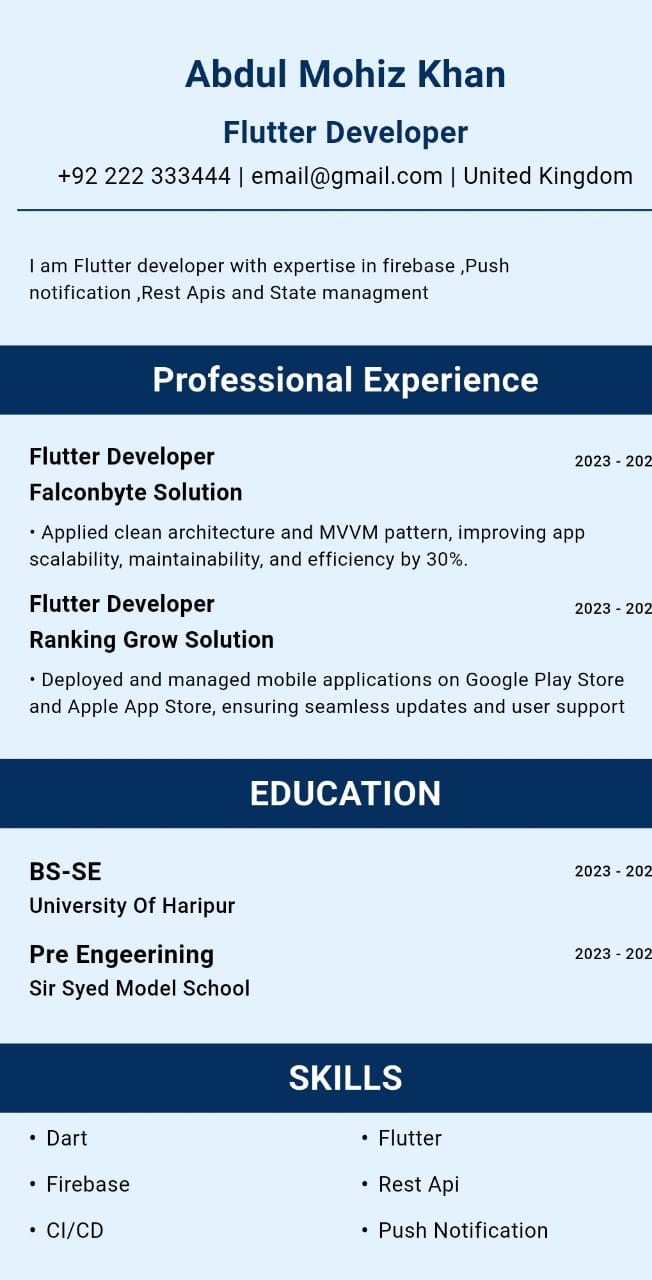 Abdul Mohiz Khan
Flutter Developer
+92 222 333444 | email@gmail.com | United Kingdom
I am Flutter developer with expertise in firebase ,Push
notification ,Rest Apis and State managment
Professional Experience
Flutter Developer
2023 - 202
Falconbyte Solution
• Applied clean architecture and MVVM pattern, improving app
scalability, maintainability, and efficiency by 30%.
Flutter Developer
2023 - 202
Ranking Grow Solution
• Deployed and managed mobile applications on Google Play Store
and Apple App Store, ensuring seamless updates and user support
EDUCATION
BS-SE
2023 - 202
University Of Haripur
Pre Engeerining
2023 - 202
Sir Syed Model School
SKILLS
• Dart
• Flutter
• Firebase
• Rest Api
• CI/CD
• Push Notification